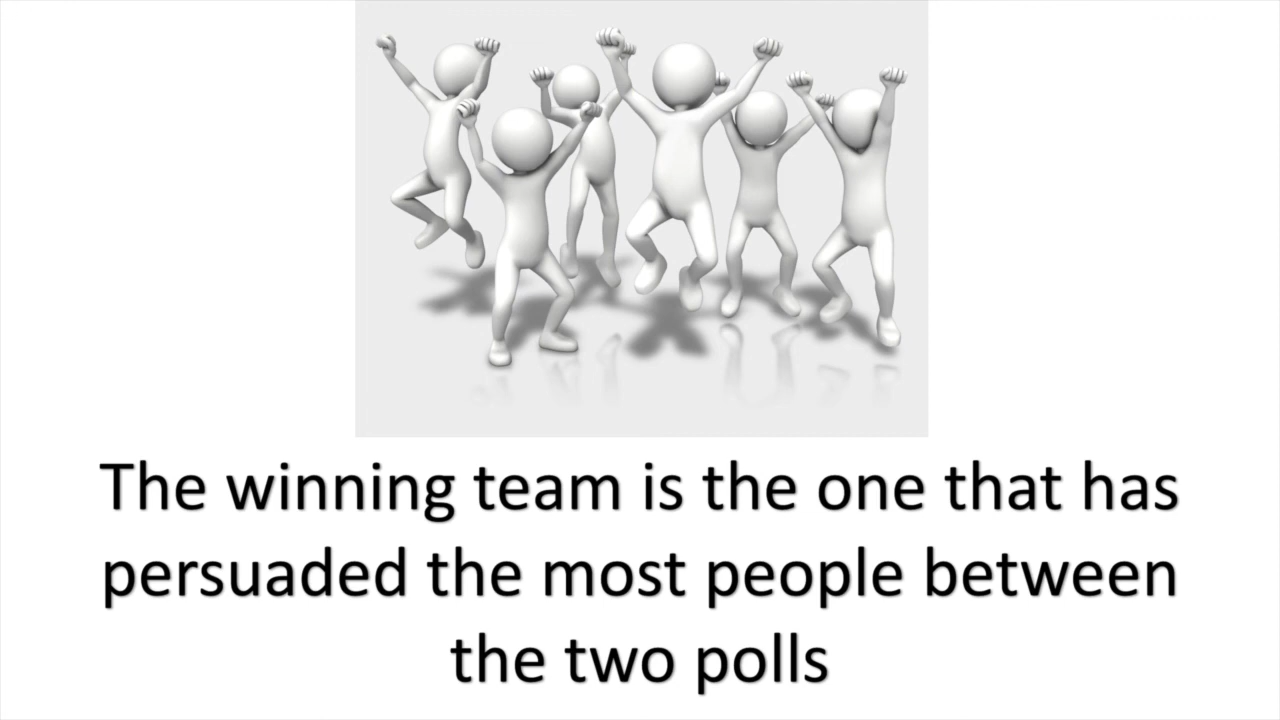 The winning team is the one that has
persuaded the most people between
the two polls